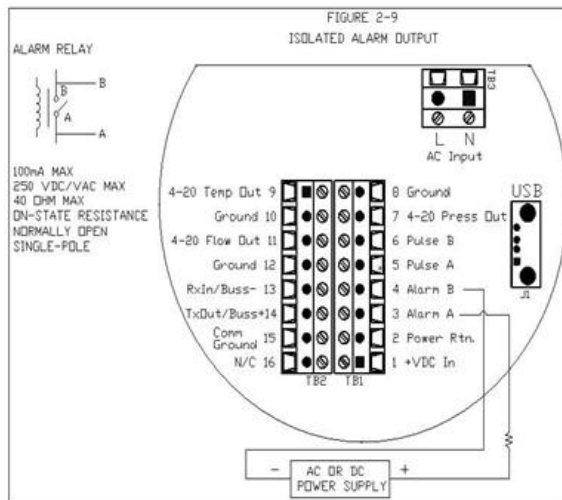 FIGURE 2-9
ISOLATED ALARM OUTPUT
ALARM RELAY
B
B
A
A
100mA MAX
250 VDC/VAC MAX
40 OHM MAX
ON-STATE RESISTANCE
NORMALLY OPEN
SINGLE-POLE
TB3
L N
AC Input
USB
J1
4-20 Temp Out 9
Ground 10
4-20 Flow Out 11
Ground 12
RxIn/Buss- 13
TxOut/Buss+14
Comm
Ground 15
N/C 16
TB2 TB1
8 Ground
7 4-20 Press Out
6 Pulse B
5 Pulse A
4 Alarm B
3 Alarm A
2 Power Rtn.
1 +VDC In
- AC OR DC +
POWER SUPPLY